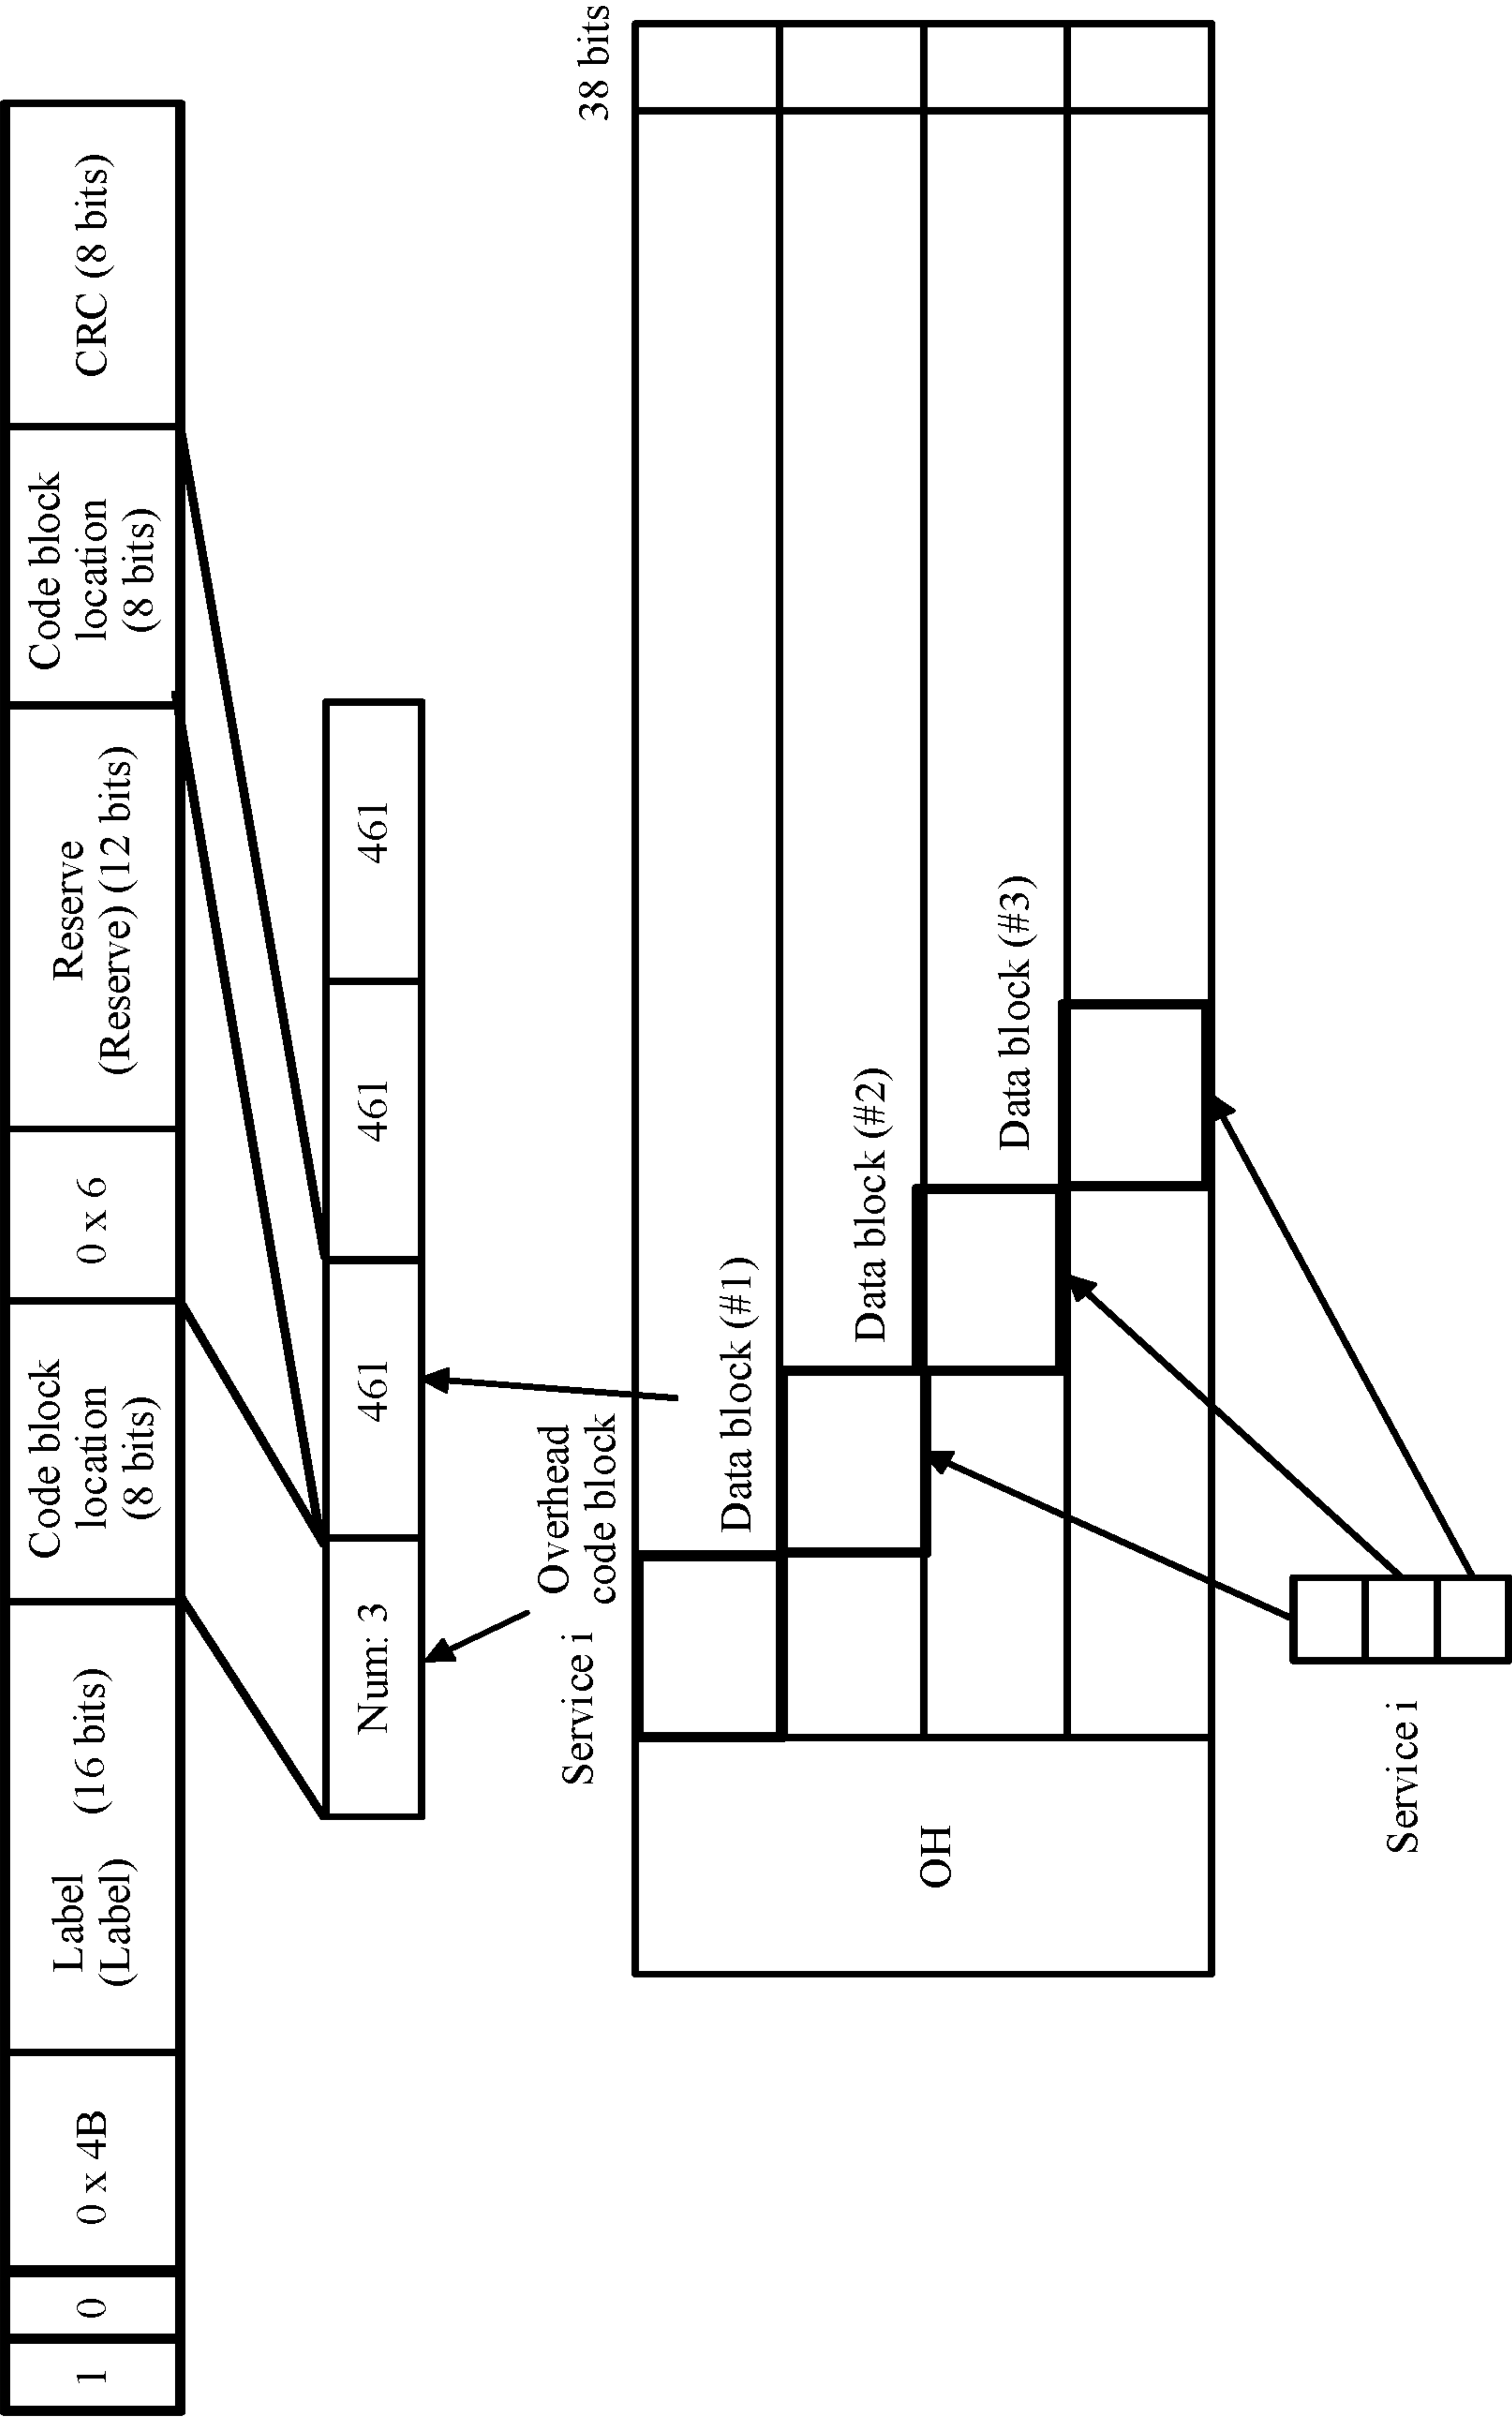 1
0
0 x 4B
Label (16 bits)
(Label)
Code block
location
(8 bits)
0 x 6
Reserve
(Reserve) (12 bits)
Code block
location
(8 bits)
CRC (8 bits)
Num: 3
461
461
461
Overhead
code block
Service i
38 bits
Data block (#1)
Data block (#2)
Data block (#3)
OH
Service i